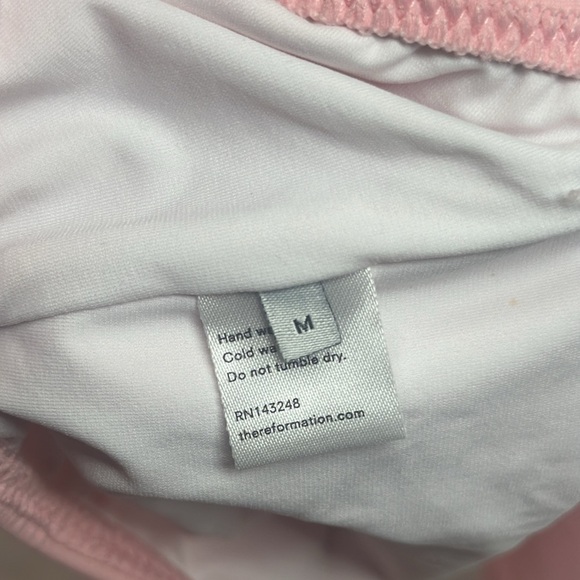 M
Hand
Cold
Do not tumble dry.
RN143248
thereformation.com